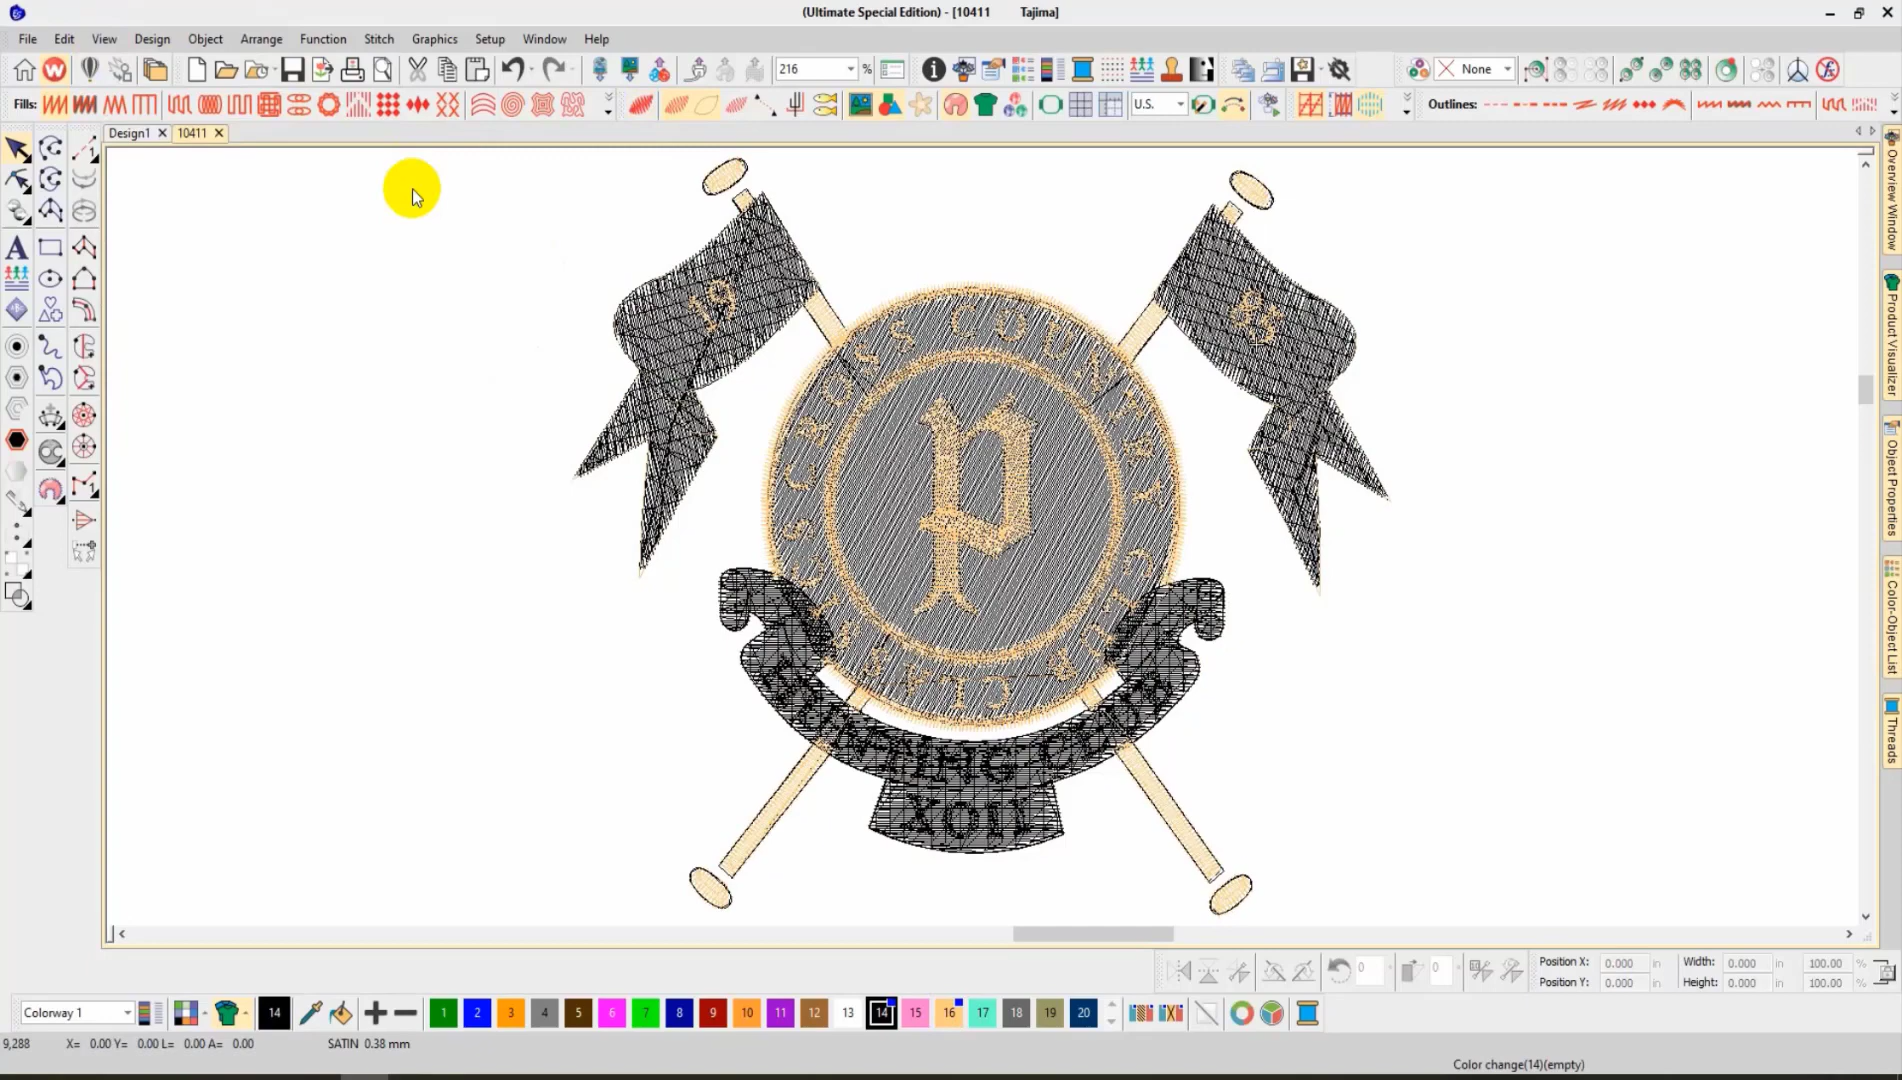 (Ultimate Special Edition) - [10411 Tajima]
File Edit View Design Object Arrange Function Stitch Graphics Setup Window Help
216 % None
Fills: U.S. Outlines:
Design1 10411
Overview Window
Product Visualizer
Object Properties
Color-Object List
Threads
19
CROSS COUNTRY
P
CLASSICS
XOII
Position X: 0.000 in Width: 0.000 in 100.00 %
Position Y: 0.000 in Height: 0.000 in 100.00 %
0 0
Colorway 1 14 1 2 3 4 5 6 7 8 9 10 11 12 13 14 15 16 17 18 19 20
9,288 X= 0.00 Y= 0.00 L= 0.00 A= 0.00 SATIN 0.38 mm
Color change(14)(empty)